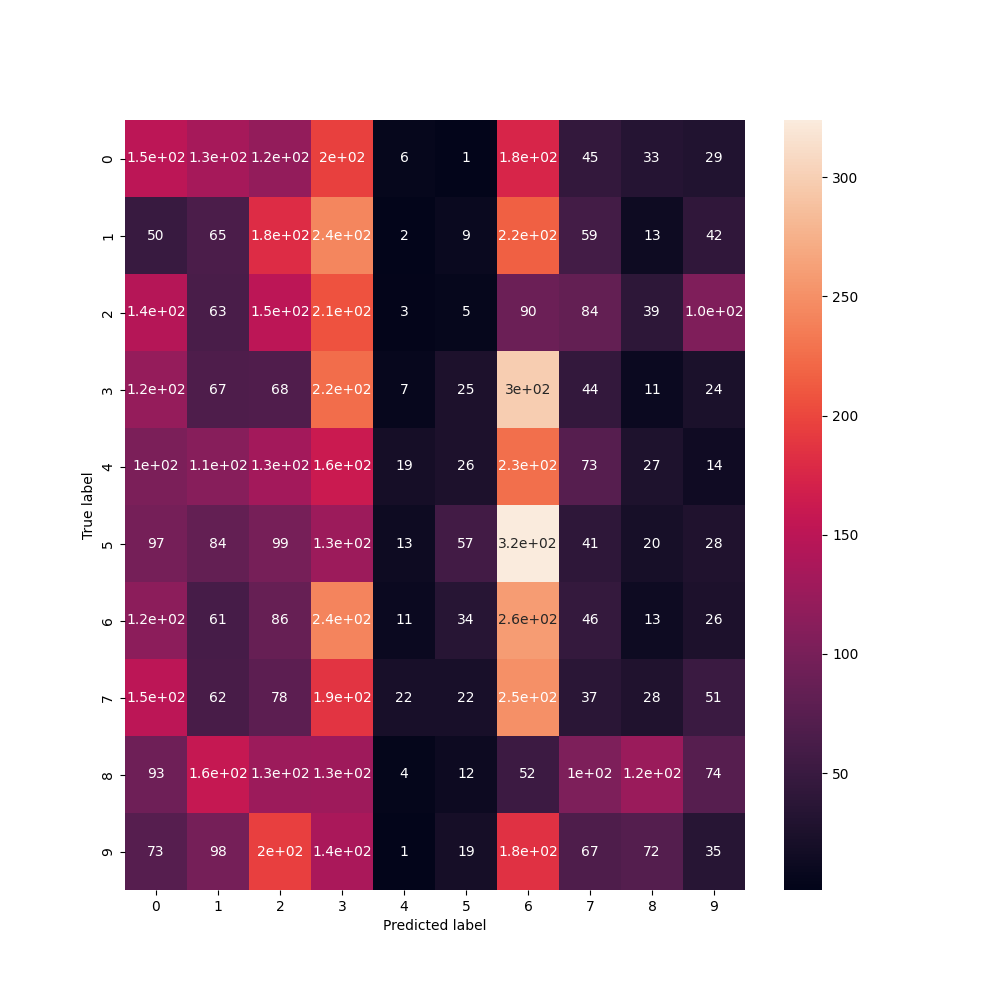 0 1.5e+02 1.3e+02 1.2e+02 2e+02 6 1 1.8e+02 45 33 29
1 50 65 1.8e+02 2.4e+02 2 9 2.2e+02 59 13 42
2 1.4e+02 63 1.5e+02 2.1e+02 3 5 90 84 39 1.0e+02
3 1.2e+02 67 68 2.2e+02 7 25 3e+02 44 11 24
4 1e+02 1.1e+02 1.3e+02 1.6e+02 19 26 2.3e+02 73 27 14
5 97 84 99 1.3e+02 13 57 3.2e+02 41 20 28
6 1.2e+02 61 86 2.4e+02 11 34 2.6e+02 46 13 26
7 1.5e+02 62 78 1.9e+02 22 22 2.5e+02 37 28 51
8 93 1.6e+02 1.3e+02 1.3e+02 4 12 52 1e+02 1.2e+02 74
9 73 98 2e+02 1.4e+02 1 19 1.8e+02 67 72 35
0 1 2 3 4 5 6 7 8 9
Predicted label
True label
300
250
200
150
100
50